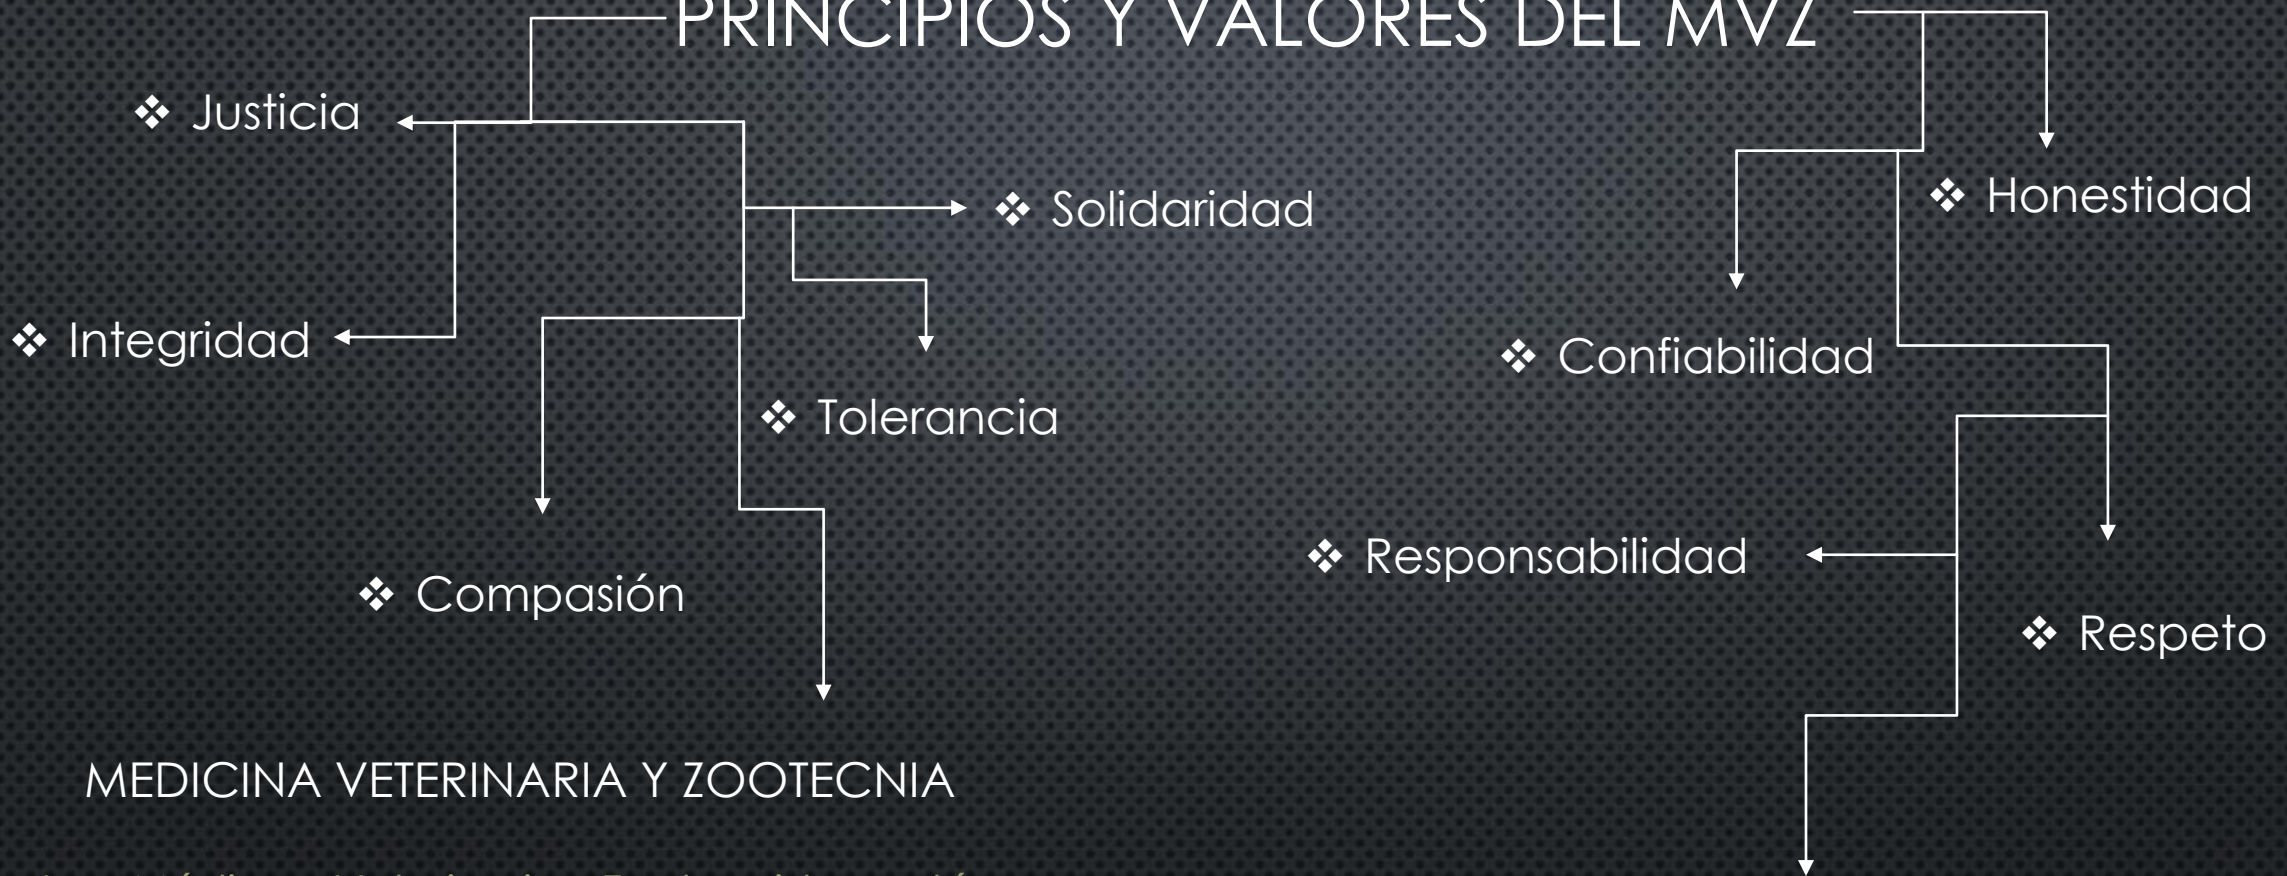 PRINCIPIOS Y VALORES DEL MVZ
❖ Justicia
❖ Honestidad
❖ Solidaridad
❖ Integridad
❖ Confiabilidad
❖ Tolerancia
❖ Responsabilidad
❖ Compasión
❖ Respeto
MEDICINA VETERINARIA Y ZOOTECNIA